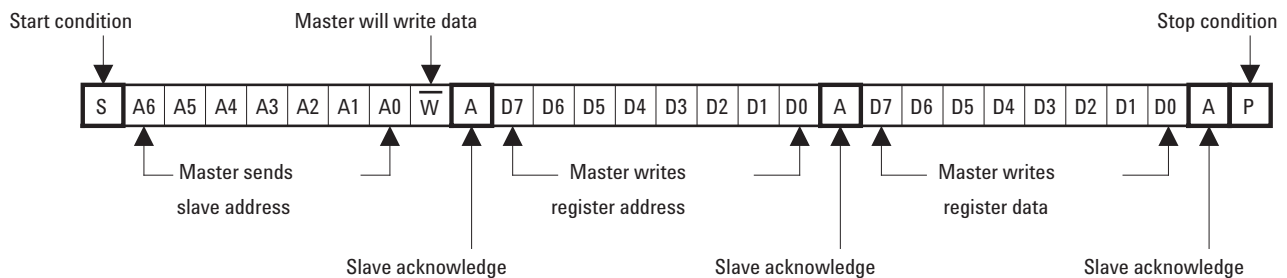 Start condition Master will write data Stop condition
S A6 A5 A4 A3 A2 A1 A0 W̅ A D7 D6 D5 D4 D3 D2 D1 D0 A D7 D6 D5 D4 D3 D2 D1 D0 A P
Master sends
slave address
Master writes
register address
Master writes
register data
Slave acknowledge Slave acknowledge Slave acknowledge